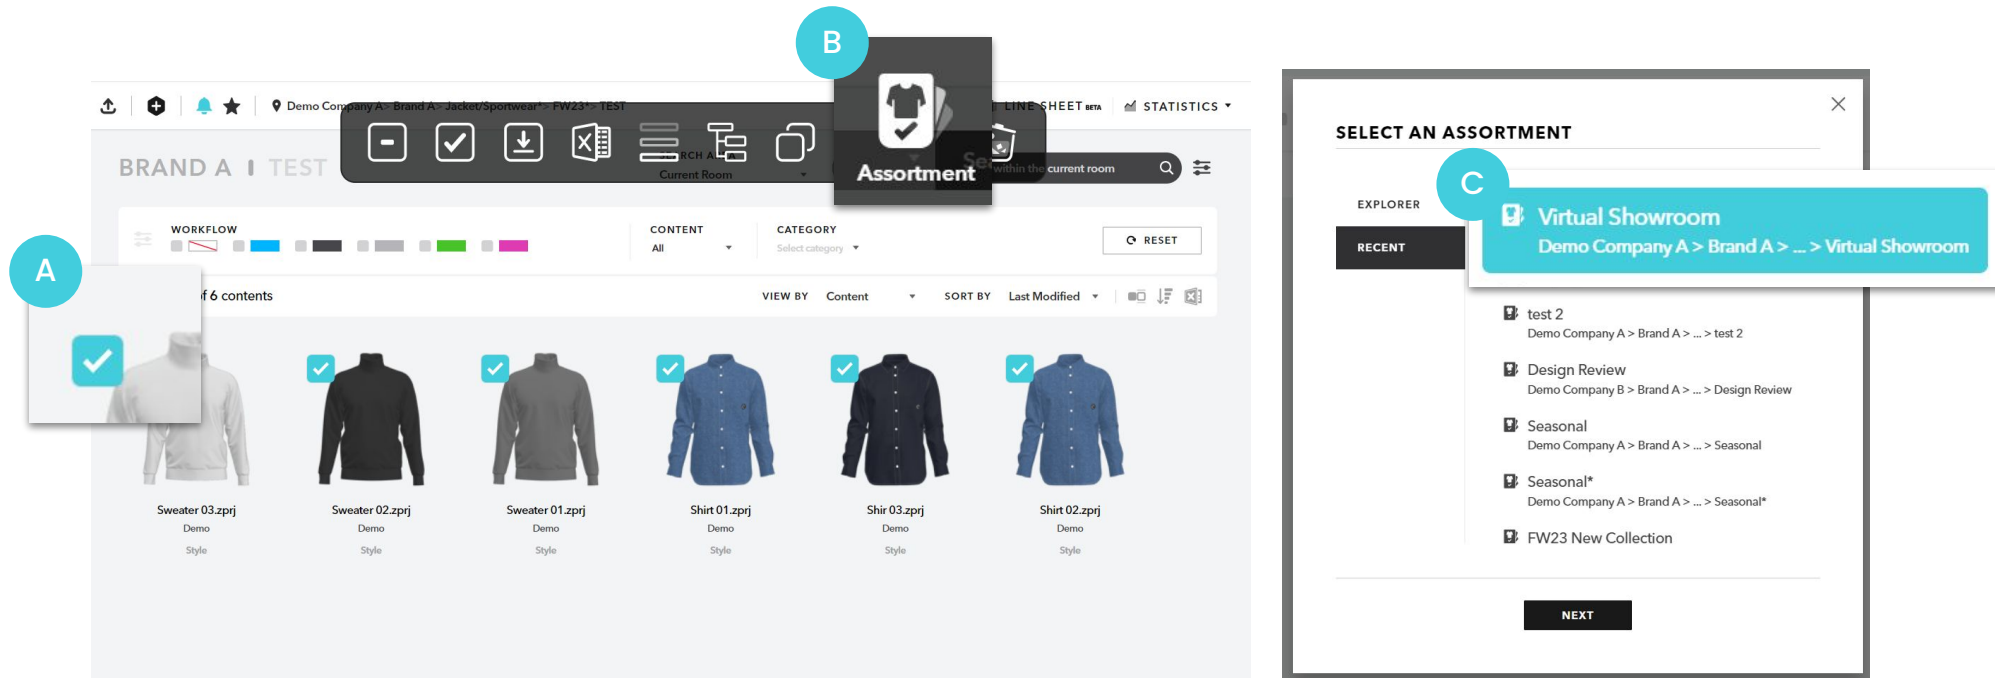 B
Demo Company A > Brand A > Jacket/Sportwear* > FW23* > TEST
LINE SHEET BETA
STATISTICS
BRAND A TEST
SEARCH AREA
Current Room
Assortment
within the current room
WORKFLOW
CONTENT
All
CATEGORY
Select category
RESET
A
of 6 contents
VIEW BY Content
SORT BY Last Modified
Sweater 03.zprj
Demo
Style
Sweater 02.zprj
Demo
Style
Sweater 01.zprj
Demo
Style
Shirt 01.zprj
Demo
Style
Shir 03.zprj
Demo
Style
Shirt 02.zprj
Demo
Style
SELECT AN ASSORTMENT
C
EXPLORER
RECENT
Virtual Showroom
Demo Company A > Brand A > ... > Virtual Showroom
test 2
Demo Company A > Brand A > ... > test 2
Design Review
Demo Company B > Brand A > ... > Design Review
Seasonal
Demo Company A > Brand A > ... > Seasonal
Seasonal*
Demo Company A > Brand A > ... > Seasonal*
FW23 New Collection
NEXT